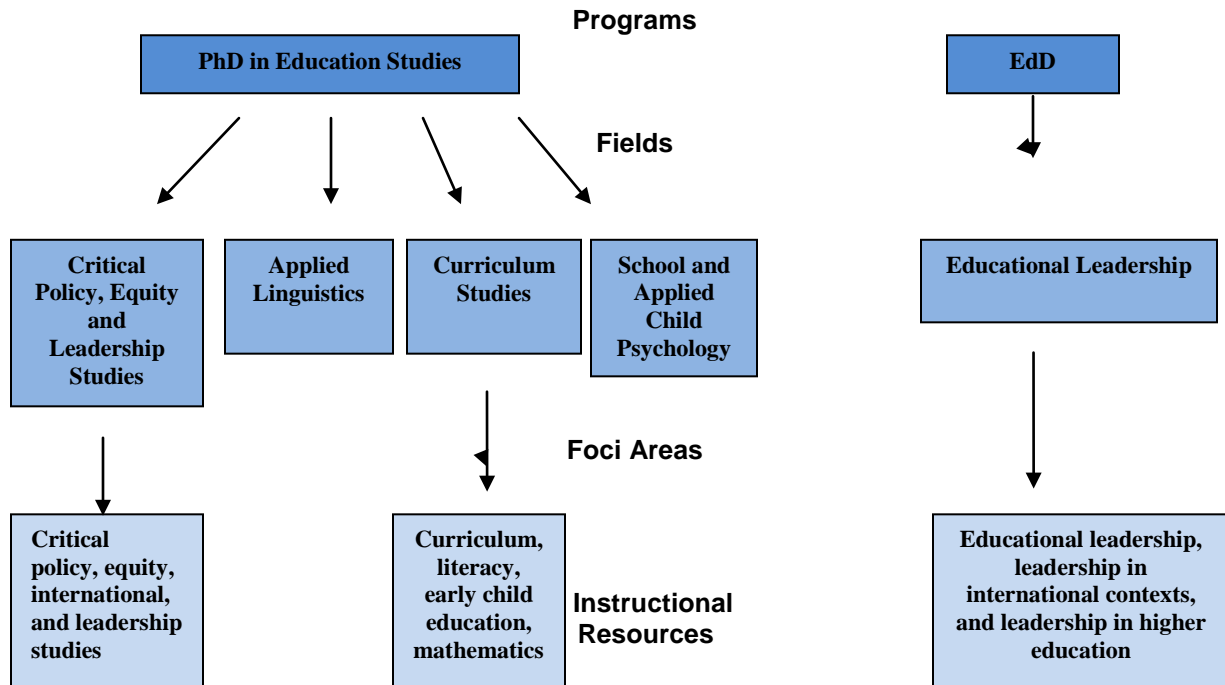 Programs
PhD in Education Studies
EdD
Fields
Critical
Policy, Equity
and
Leadership
Studies
Applied
Linguistics
Curriculum
Studies
School and
Applied
Child
Psychology
Educational Leadership
Foci Areas
Critical
policy, equity,
international,
and leadership
studies
Curriculum,
literacy,
early child
education,
mathematics
Instructional
Resources
Educational leadership,
leadership in
international contexts,
and leadership in higher
education